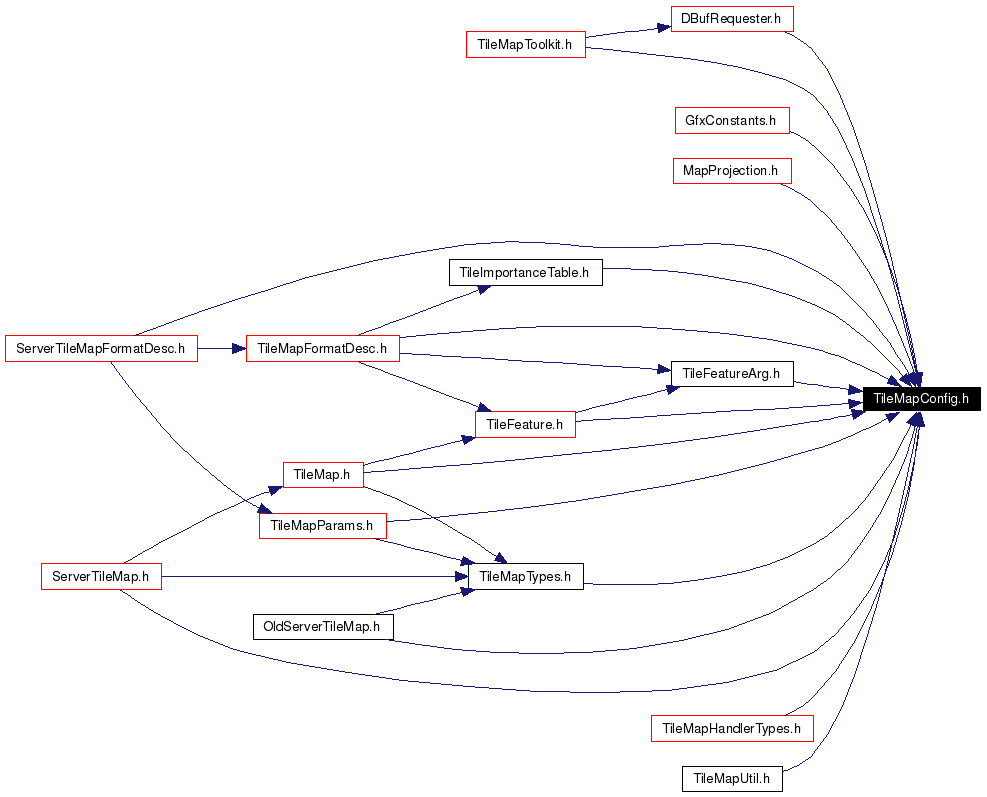 DBufRequester.h
TileMapToolkit.h
GfxConstants.h
MapProjection.h
TileImportanceTable.h
ServerTileMapFormatDesc.h
TileMapFormatDesc.h
TileFeatureArg.h
TileMapConfig.h
TileFeature.h
TileMap.h
TileMapParams.h
ServerTileMap.h
TileMapTypes.h
OldServerTileMap.h
TileMapHandlerTypes.h
TileMapUtil.h